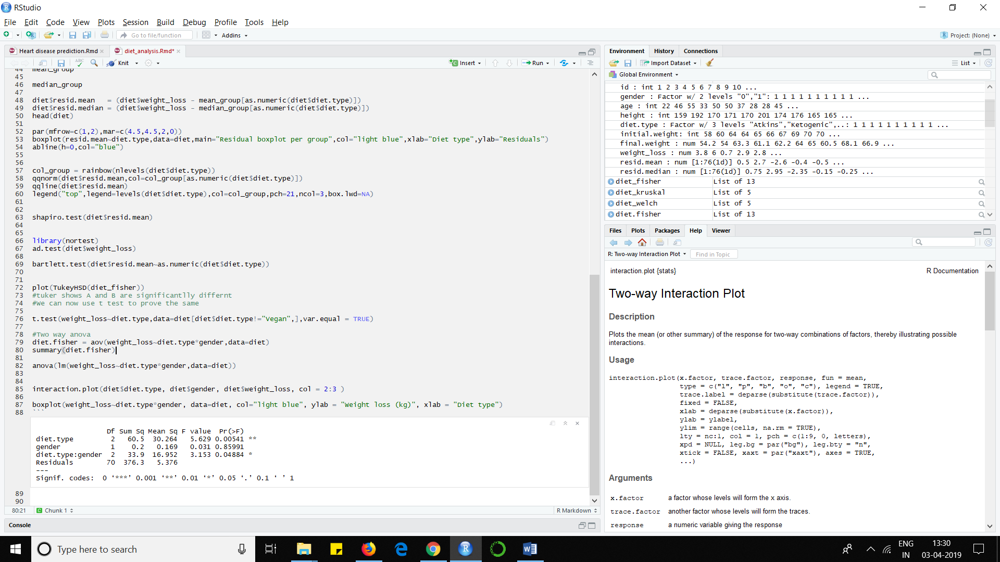 RStudio
File Edit Code View Plots Session Build Debug Profile Tools Help
Go to file/function Addins Project: (None)
Heart disease prediction.Rmd diet_analysis.Rmd*
ABC Knit Insert Run
44 mean_group
45
46 median_group
47
48 diet$resid.mean = (diet$weight_loss - mean_group[as.numeric(diet$diet.type)])
49 diet$resid.median = (diet$weight_loss - median_group[as.numeric(diet$diet.type)])
50 head(diet)
51
52 par(mfrow=c(1,2),mar=c(4.5,4.5,2,0))
53 boxplot(resid.mean~diet.type,data=diet,main="Residual boxplot per group",col="light blue",xlab="Diet type",ylab="Residuals")
54 abline(h=0,col="blue")
55
56
57 col_group = rainbow(nlevels(diet$diet.type))
58 qqnorm(diet$resid.mean,col=col_group[as.numeric(diet$diet.type)])
59 qqline(diet$resid.mean)
60 legend("top",legend=levels(diet$diet.type),col=col_group,pch=21,ncol=3,box.lwd=NA)
61
62
63 shapiro.test(diet$resid.mean)
64
65
66 library(nortest)
67 ad.test(diet$weight_loss)
68
69 bartlett.test(diet$resid.mean~as.numeric(diet$diet.type))
70
71
72 plot(TukeyHSD(diet_fisher))
73 #tuker shows A and B are significantlly differnt
74 #We can now use t test to prove the same
75
76 t.test(weight_loss~diet.type,data=diet[diet$diet.type!="Vegan",],var.equal = TRUE)
77
78 #Two way anova
79 diet.fisher = aov(weight_loss~diet.type*gender,data=diet)
80 summary(diet.fisher)
81
82 anova(lm(weight_loss~diet.type*gender,data=diet))
83
84
85 interaction.plot(diet$diet.type, diet$gender, diet$weight_loss, col = 2:3 )
86
87 boxplot(weight_loss~diet.type*gender, data=diet, col="light blue", ylab = "Weight loss (kg)", xlab = "Diet type")
88 ```
Df Sum Sq Mean Sq F value Pr(>F)
diet.type 2 60.5 30.264 5.629 0.00541 **
gender 1 0.2 0.169 0.031 0.85991
diet.type:gender 2 33.9 16.952 3.153 0.04884 *
Residuals 70 376.3 5.376
---
Signif. codes: 0 ‘***’ 0.001 ‘**’ 0.01 ‘*’ 0.05 ‘.’ 0.1 ‘ ’ 1
89
90
80:21 C Chunk 1 R Markdown
Console
Environment History Connections
Import Dataset List
Global Environment
id : int 1 2 3 4 5 6 7 8 9 10 ...
gender : Factor w/ 2 levels "0","1": 1 1 1 1 1 1 1 1 1 1 ...
age : int 22 46 55 33 50 50 37 28 28 45 ...
height : int 159 192 170 171 170 201 174 176 165 165 ...
diet.type : Factor w/ 3 levels "Atkins","Ketogenic",..: 1 1 1 1 1 1 1 1 1 1 ...
initial.weight: int 58 60 64 64 65 66 67 69 70 70 ...
final.weight : num 54.2 54 63.3 61.1 62.2 64 65 60.5 68.1 66.9 ...
weight_loss : num 3.8 6 0.7 2.9 2.8 ...
resid.mean : num [1:76(1d)] 0.5 2.7 -2.6 -0.4 -0.5 ...
resid.median : num [1:76(1d)] 0.75 2.95 -2.35 -0.15 -0.25 ...
diet_fisher List of 13
diet_kruskal List of 5
diet_welch List of 5
diet.fisher List of 13
Files Plots Packages Help Viewer
R: Two-way Interaction Plot Find in Topic
interaction.plot {stats} R Documentation
Two-way Interaction Plot
Description
Plots the mean (or other summary) of the response for two-way combinations of factors, thereby illustrating possible
interactions.
Usage
interaction.plot(x.factor, trace.factor, response, fun = mean,
type = c("l", "p", "b", "o", "c"), legend = TRUE,
trace.label = deparse(substitute(trace.factor)),
fixed = FALSE,
xlab = deparse(substitute(x.factor)),
ylab = ylabel,
ylim = range(cells, na.rm = TRUE),
lty = nc:1, col = 1, pch = c(1:9, 0, letters),
xpd = NULL, leg.bg = par("bg"), leg.bty = "n",
xtick = FALSE, xaxt = par("xaxt"), axes = TRUE,
...)
Arguments
x.factor a factor whose levels will form the x axis.
trace.factor another factor whose levels will form the traces.
response a numeric variable giving the response
Type here to search
ENG
IN
13:30
03-04-2019